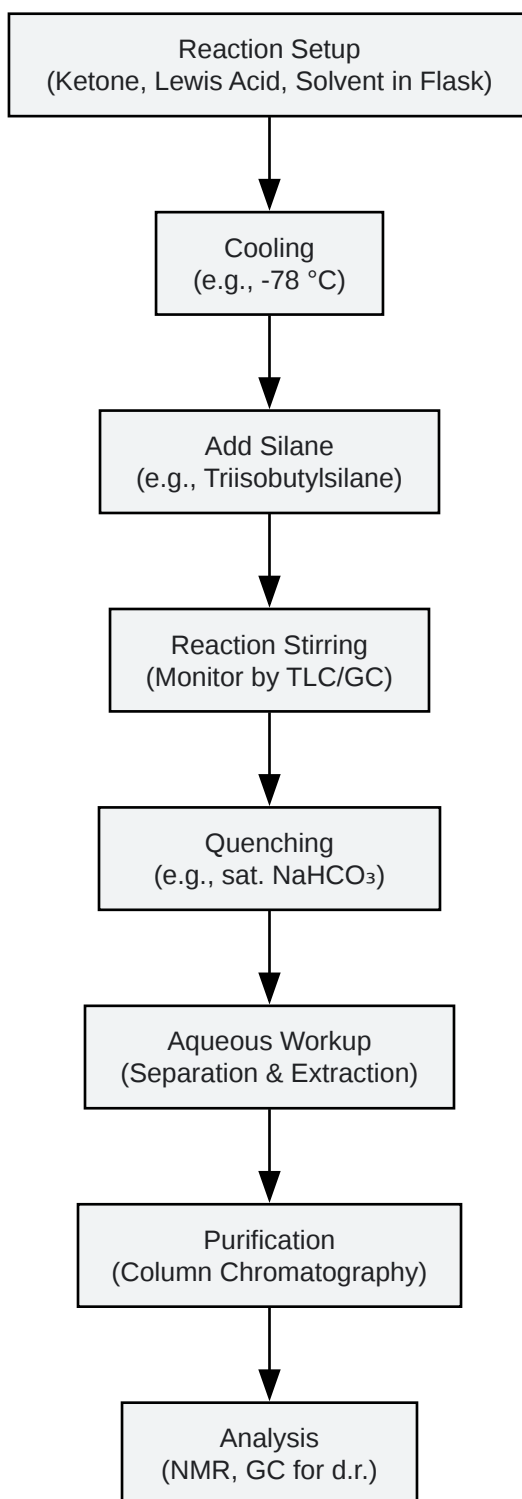 Reaction Setup
(Ketone, Lewis Acid, Solvent in Flask)
Cooling
(e.g., -78 °C)
Add Silane
(e.g., Triisobutylsilane)
Reaction Stirring
(Monitor by TLC/GC)
Quenching
(e.g., sat. NaHCO₃)
Aqueous Workup
(Separation & Extraction)
Purification
(Column Chromatography)
Analysis
(NMR, GC for d.r.)